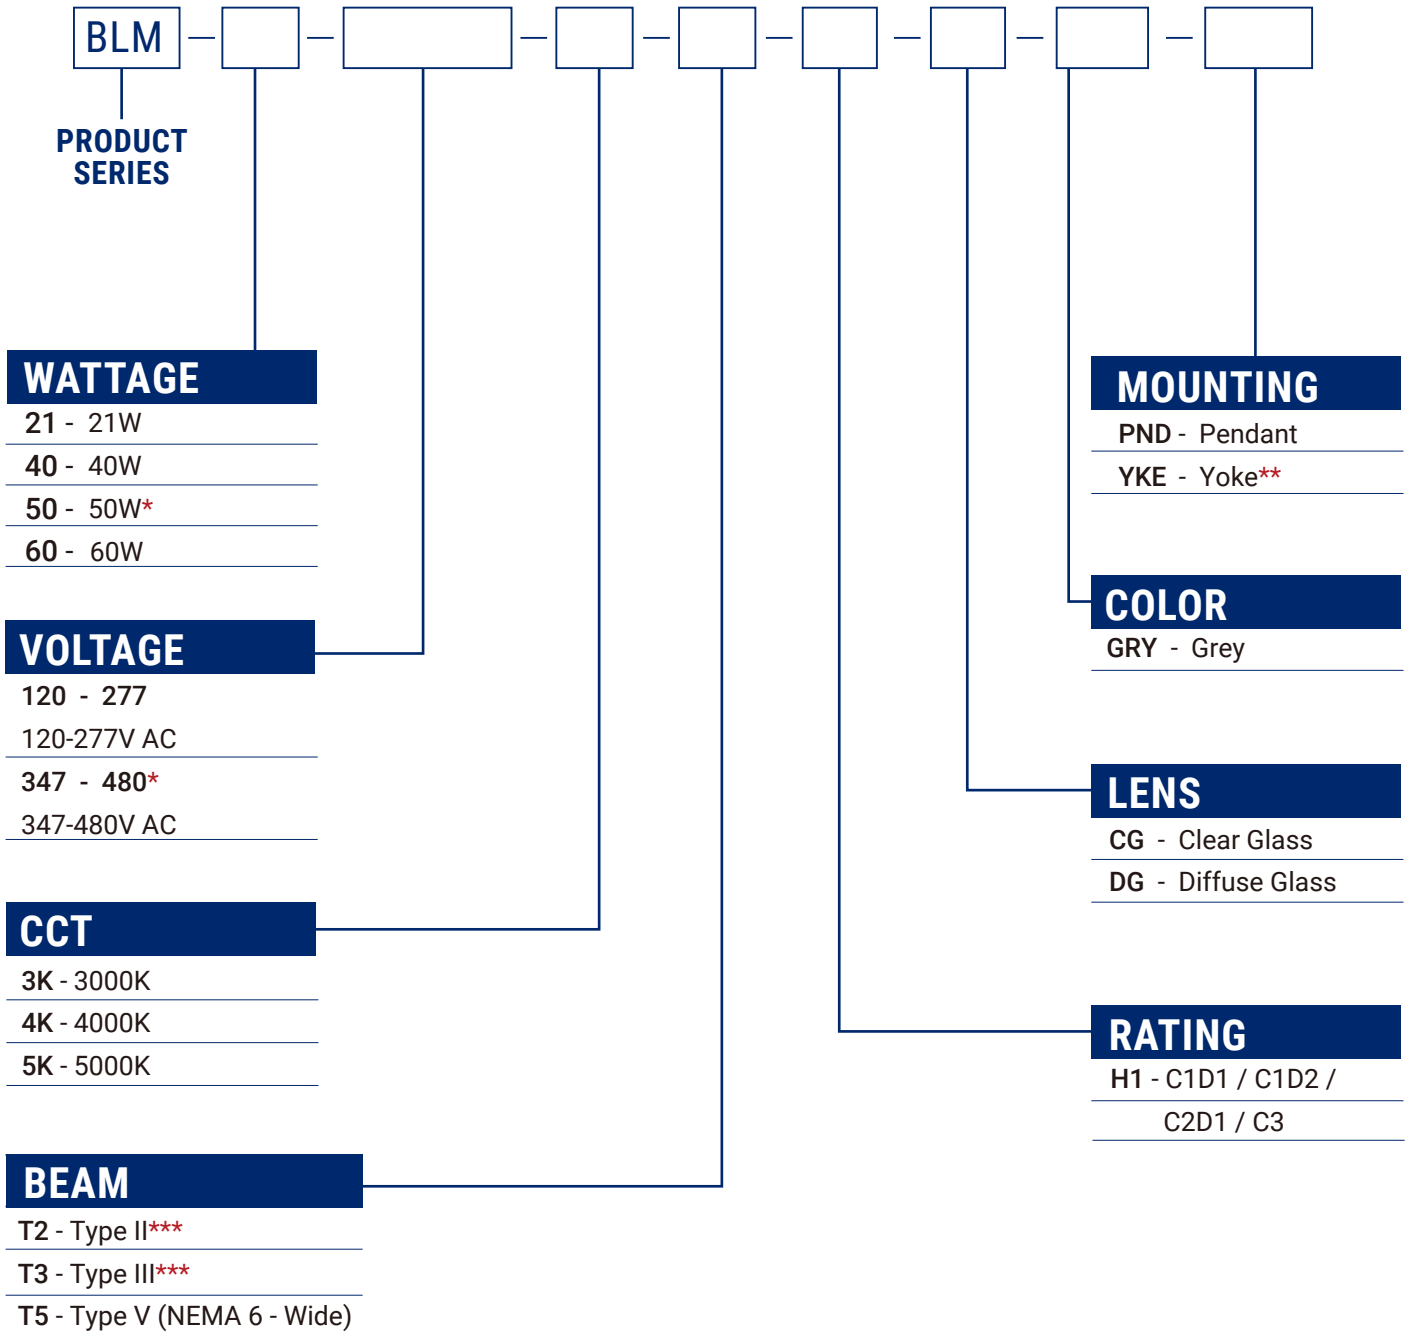 BLM
PRODUCT
SERIES
WATTAGE
21 - 21W
40 - 40W
50 - 50W*
60 - 60W
VOLTAGE
120 - 277
120-277V AC
347 - 480*
347-480V AC
CCT
3K - 3000K
4K - 4000K
5K - 5000K
BEAM
T2 - Type II***
T3 - Type III***
T5 - Type V (NEMA 6 - Wide)
MOUNTING
PND - Pendant
YKE - Yoke**
COLOR
GRY - Grey
LENS
CG - Clear Glass
DG - Diffuse Glass
RATING
H1 - C1D1 / C1D2 /
C2D1 / C3